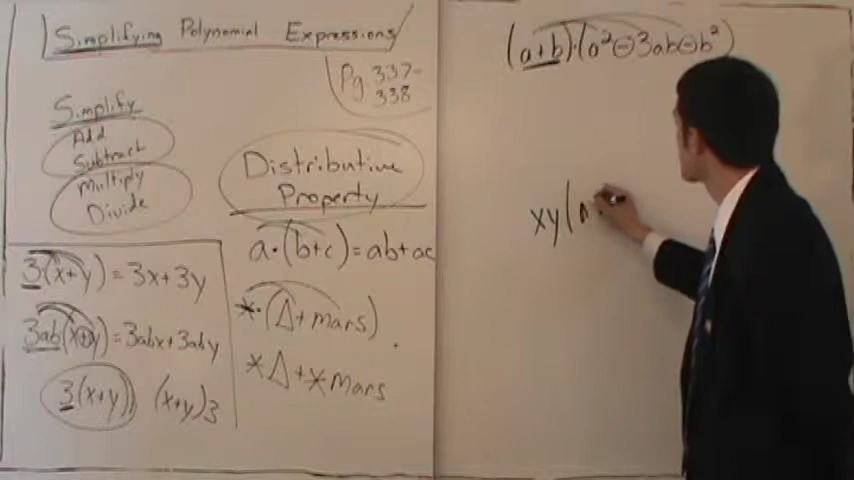 Simplifying Polynomial Expressions
Pg. 337-
338
Simplify
Add
Subtract
Multiply
Divide
Distributive
Property
a·(b+c)=ab+ac
*·(Δ+mars)
*Δ+*Mars
3(x+y)=3x+3y
3ab(x+y)=3abx+3aby
3(x+y) (x+y)3
(a+b)·(a²-3ab-b²)
xy(